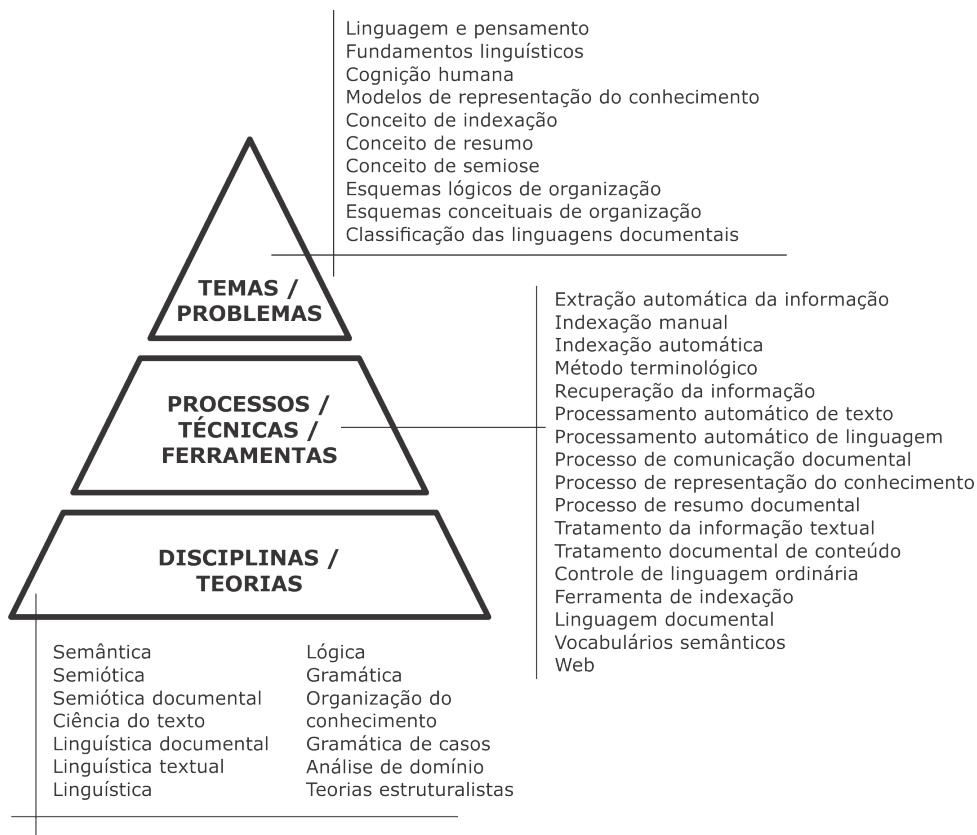 Linguagem e pensamento
Fundamentos linguísticos
Cognição humana
Modelos de representação do conhecimento
Conceito de indexação
Conceito de resumo
Conceito de semiose
Esquemas lógicos de organização
Esquemas conceituais de organização
Classificação das linguagens documentais
TEMAS /
PROBLEMAS
Extração automática da informação
Indexação manual
Indexação automática
Método terminológico
Recuperação da informação
Processamento automático de texto
Processamento automático de linguagem
Processo de comunicação documental
Processo de representação do conhecimento
Processo de resumo documental
Tratamento da informação textual
Tratamento documental de conteúdo
Controle de linguagem ordinária
Ferramenta de indexação
Linguagem documental
Vocabulários semânticos
Web
PROCESSOS /
TÉCNICAS /
FERRAMENTAS
DISCIPLINAS /
TEORIAS
Semântica
Semiótica
Semiótica documental
Ciência do texto
Linguística documental
Linguística textual
Linguística
Lógica
Gramática
Organização do
conhecimento
Gramática de casos
Análise de domínio
Teorias estruturalistas